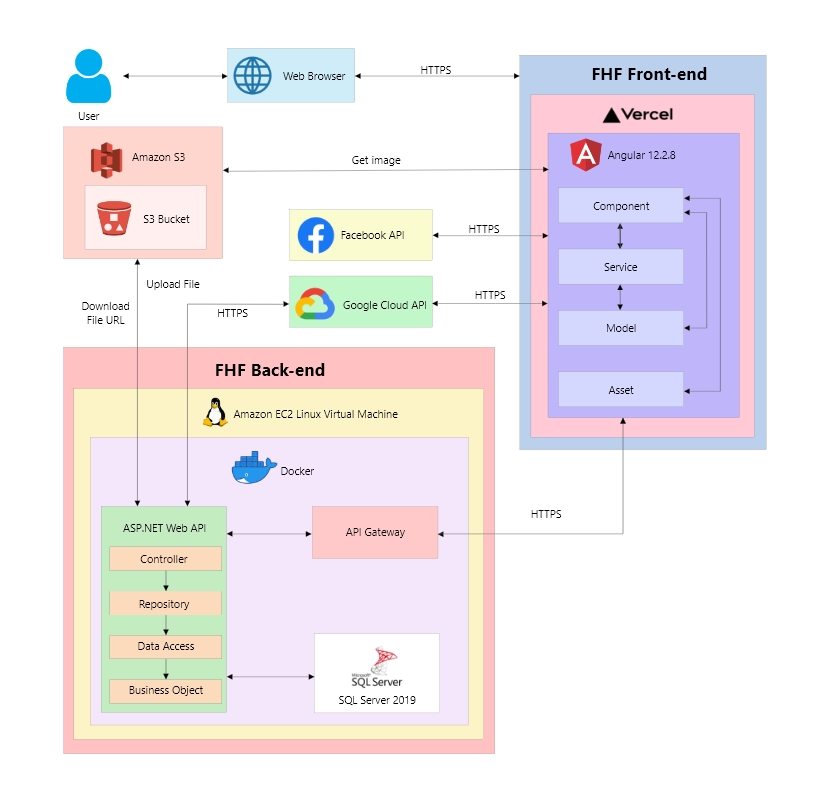 User
Web Browser
HTTPS
FHF Front-end
Vercel
Angular 12.2.8
Component
Service
Model
Asset
Amazon S3
S3 Bucket
Get image
Facebook API
HTTPS
Google Cloud API
HTTPS
HTTPS
Upload File
Download
File URL
FHF Back-end
Amazon EC2 Linux Virtual Machine
Docker
ASP.NET Web API
Controller
Repository
Data Access
Business Object
API Gateway
HTTPS
Microsoft
SQL Server
SQL Server 2019